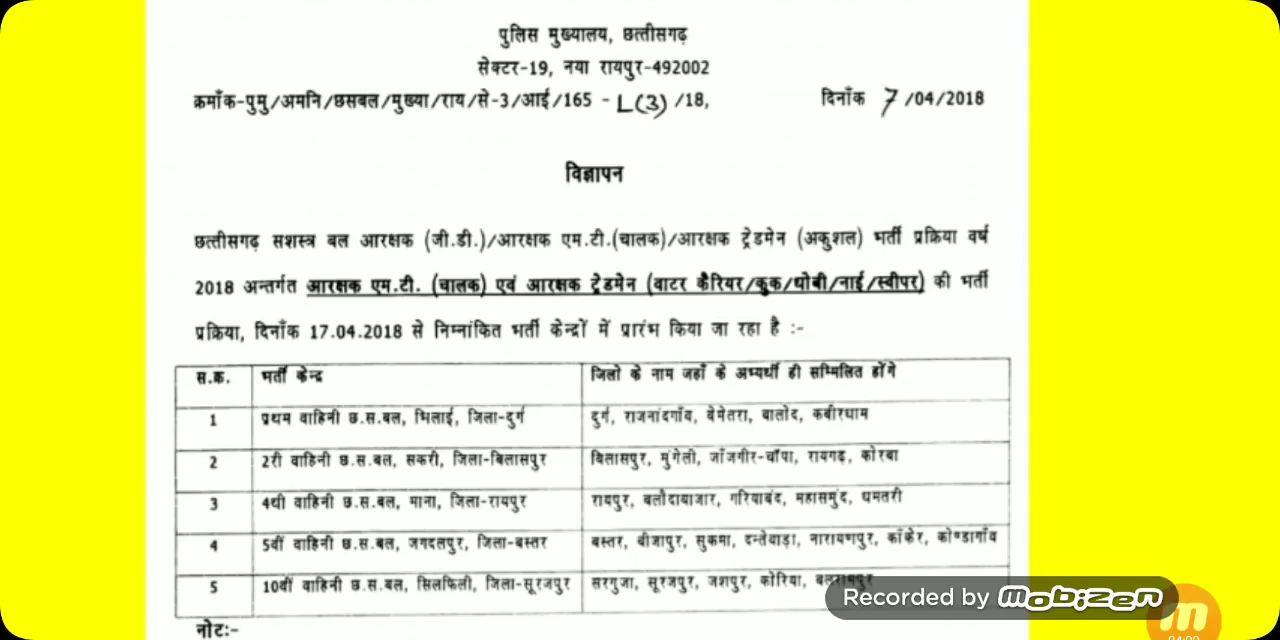 पुलिस मुख्यालय, छत्तीसगढ़
सेक्टर-19, नया रायपुर-492002
क्रमाँक-पुमु/अमनि/छसबल/मुख्या/राय/से-3/आई/165 - L(3) /18, दिनाँक 7 /04/2018
विज्ञापन
छत्तीसगढ़ सशस्त्र बल आरक्षक (जी.डी.)/आरक्षक एम.टी.(चालक)/आरक्षक ट्रेडमेन (अकुशल) भर्ती प्रक्रिया वर्ष
2018 अन्तर्गत आरक्षक एम.टी. (चालक) एवं आरक्षक ट्रेडमेन (वाटर कैरियर/कुक/धोबी/नाई/स्वीपर) की भर्ती
प्रक्रिया, दिनाँक 17.04.2018 से निम्नांकित भर्ती केन्द्रों में प्रारंभ किया जा रहा है :-
स.क. भर्ती केन्द्र जिलो के नाम जहाँ के अभ्यर्थी ही सम्मिलित होंगे
1 प्रथम वाहिनी छ.स.बल, भिलाई, जिला-दुर्ग दुर्ग, राजनांदगाँव, बेमेतरा, बालोद, कबीरधाम
2 2री वाहिनी छ.स.बल, सकरी, जिला-बिलासपुर बिलासपुर, मुंगेली, जाँजगीर-चाँपा, रायगढ़, कोरबा
3 4थी वाहिनी छ.स.बल, माना, जिला-रायपुर रायपुर, बलौदाबाजार, गरियाबंद, महासमुंद, धमतरी
4 5वीं वाहिनी छ.स.बल, जगदलपुर, जिला-बस्तर बस्तर, बीजापुर, सुकमा, दन्तेवाड़ा, नारायणपुर, काँकेर, कोण्डागाँव
5 10वीं वाहिनी छ.स.बल, सिलफिली, जिला-सूरजपुर सरगुजा, सूरजपुर, जशपुर, कोरिया, बलरामपुर
Recorded by mobizen
नोटः-
04:00